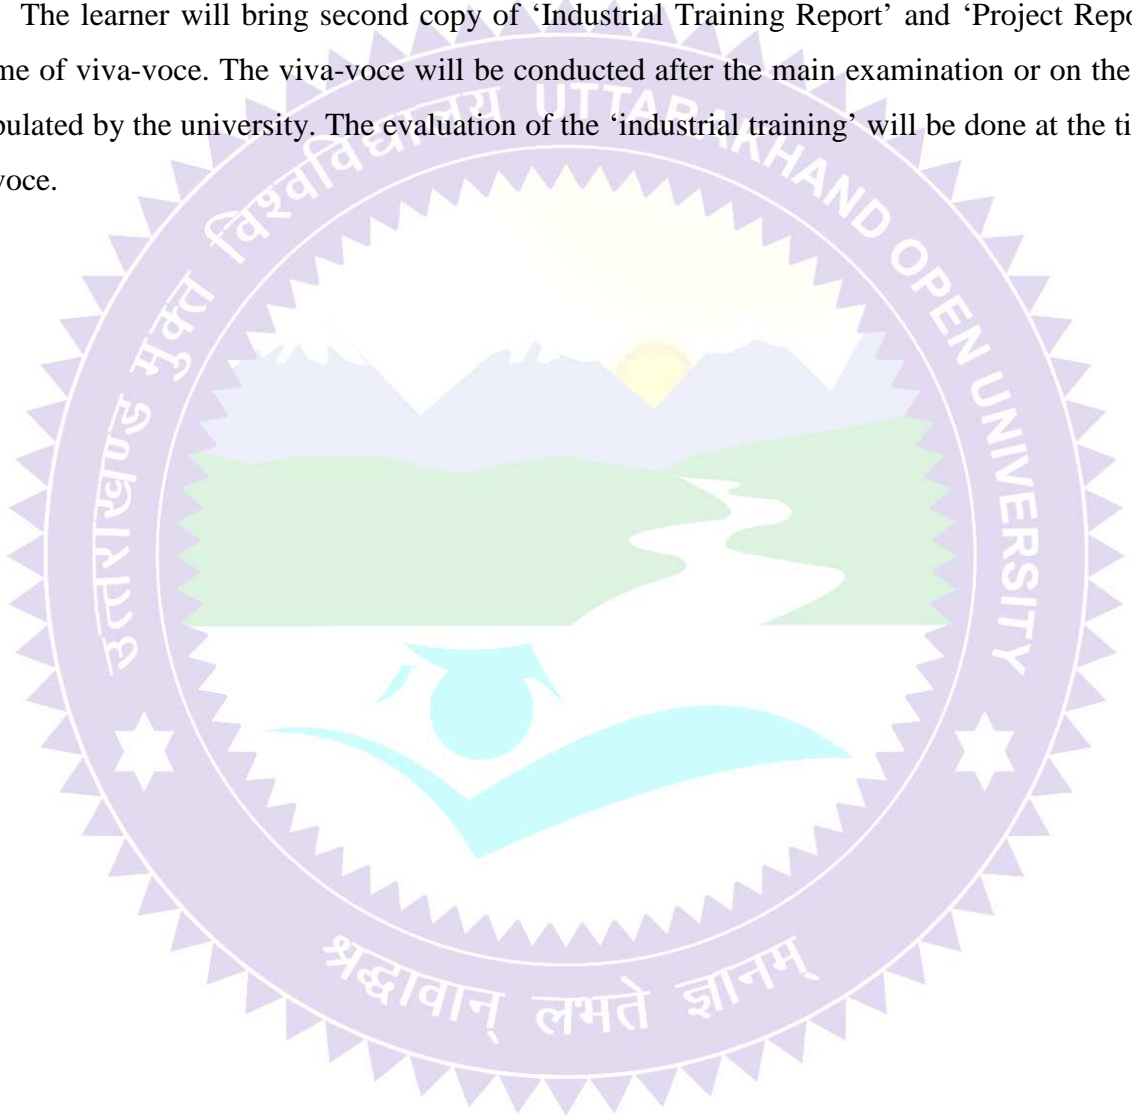 The learner will bring second copy of ‘Industrial Training Report’ and ‘Project Repo
me of viva-voce. The viva-voce will be conducted after the main examination or on the
pulated by the university. The evaluation of the ‘industrial training’ will be done at the ti
voce.
उत्तराखण्ड मुक्त विश्वविद्यालय
UTTARAKHAND OPEN UNIVERSITY
श्रद्धावान् लभते ज्ञानम्